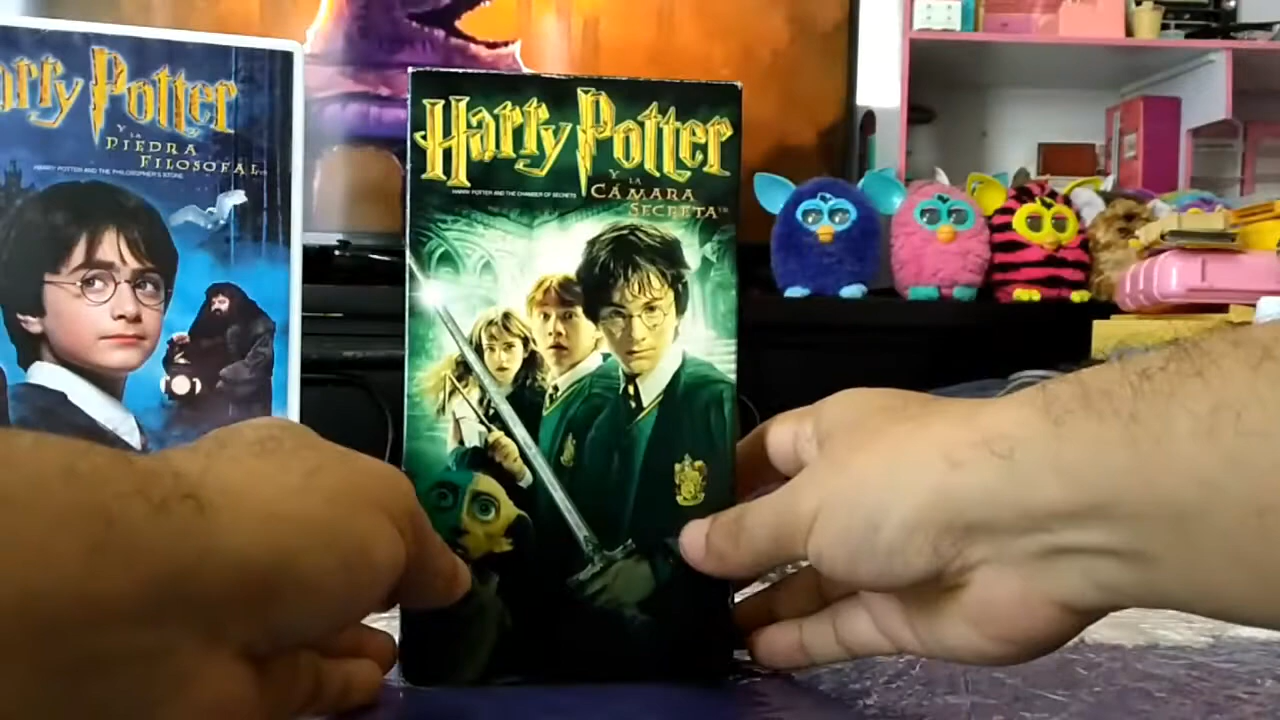 arry Potter
Y LA
PIEDRA
FILOSOFAL
HARRY POTTER AND THE PHILOSOPHER'S STONE
Harry Potter
Y LA
CÁMARA
SECRETA
HARRY POTTER AND THE CHAMBER OF SECRETS